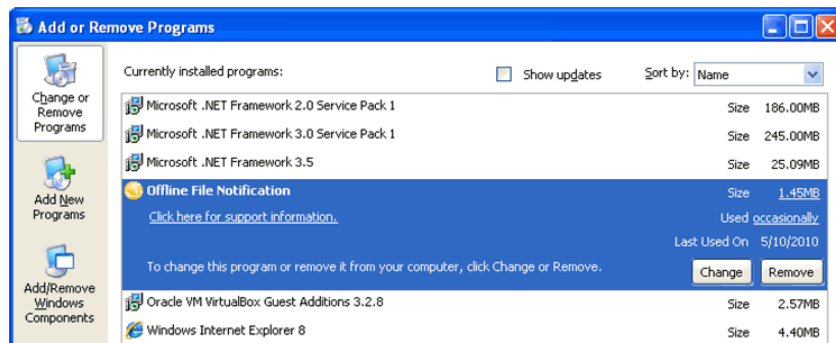 Add or Remove Programs
Change or
Remove
Programs
Add New
Programs
Add/Remove
Windows
Components
Currently installed programs:
Show updates
Sort by: Name
Microsoft .NET Framework 2.0 Service Pack 1 Size 186.00MB
Microsoft .NET Framework 3.0 Service Pack 1 Size 245.00MB
Microsoft .NET Framework 3.5 Size 25.09MB
Offline File Notification Size 1.45MB
Click here for support information. Used occasionally
Last Used On 5/10/2010
To change this program or remove it from your computer, click Change or Remove. Change Remove
Oracle VM VirtualBox Guest Additions 3.2.8 Size 2.57MB
Windows Internet Explorer 8 Size 4.40MB